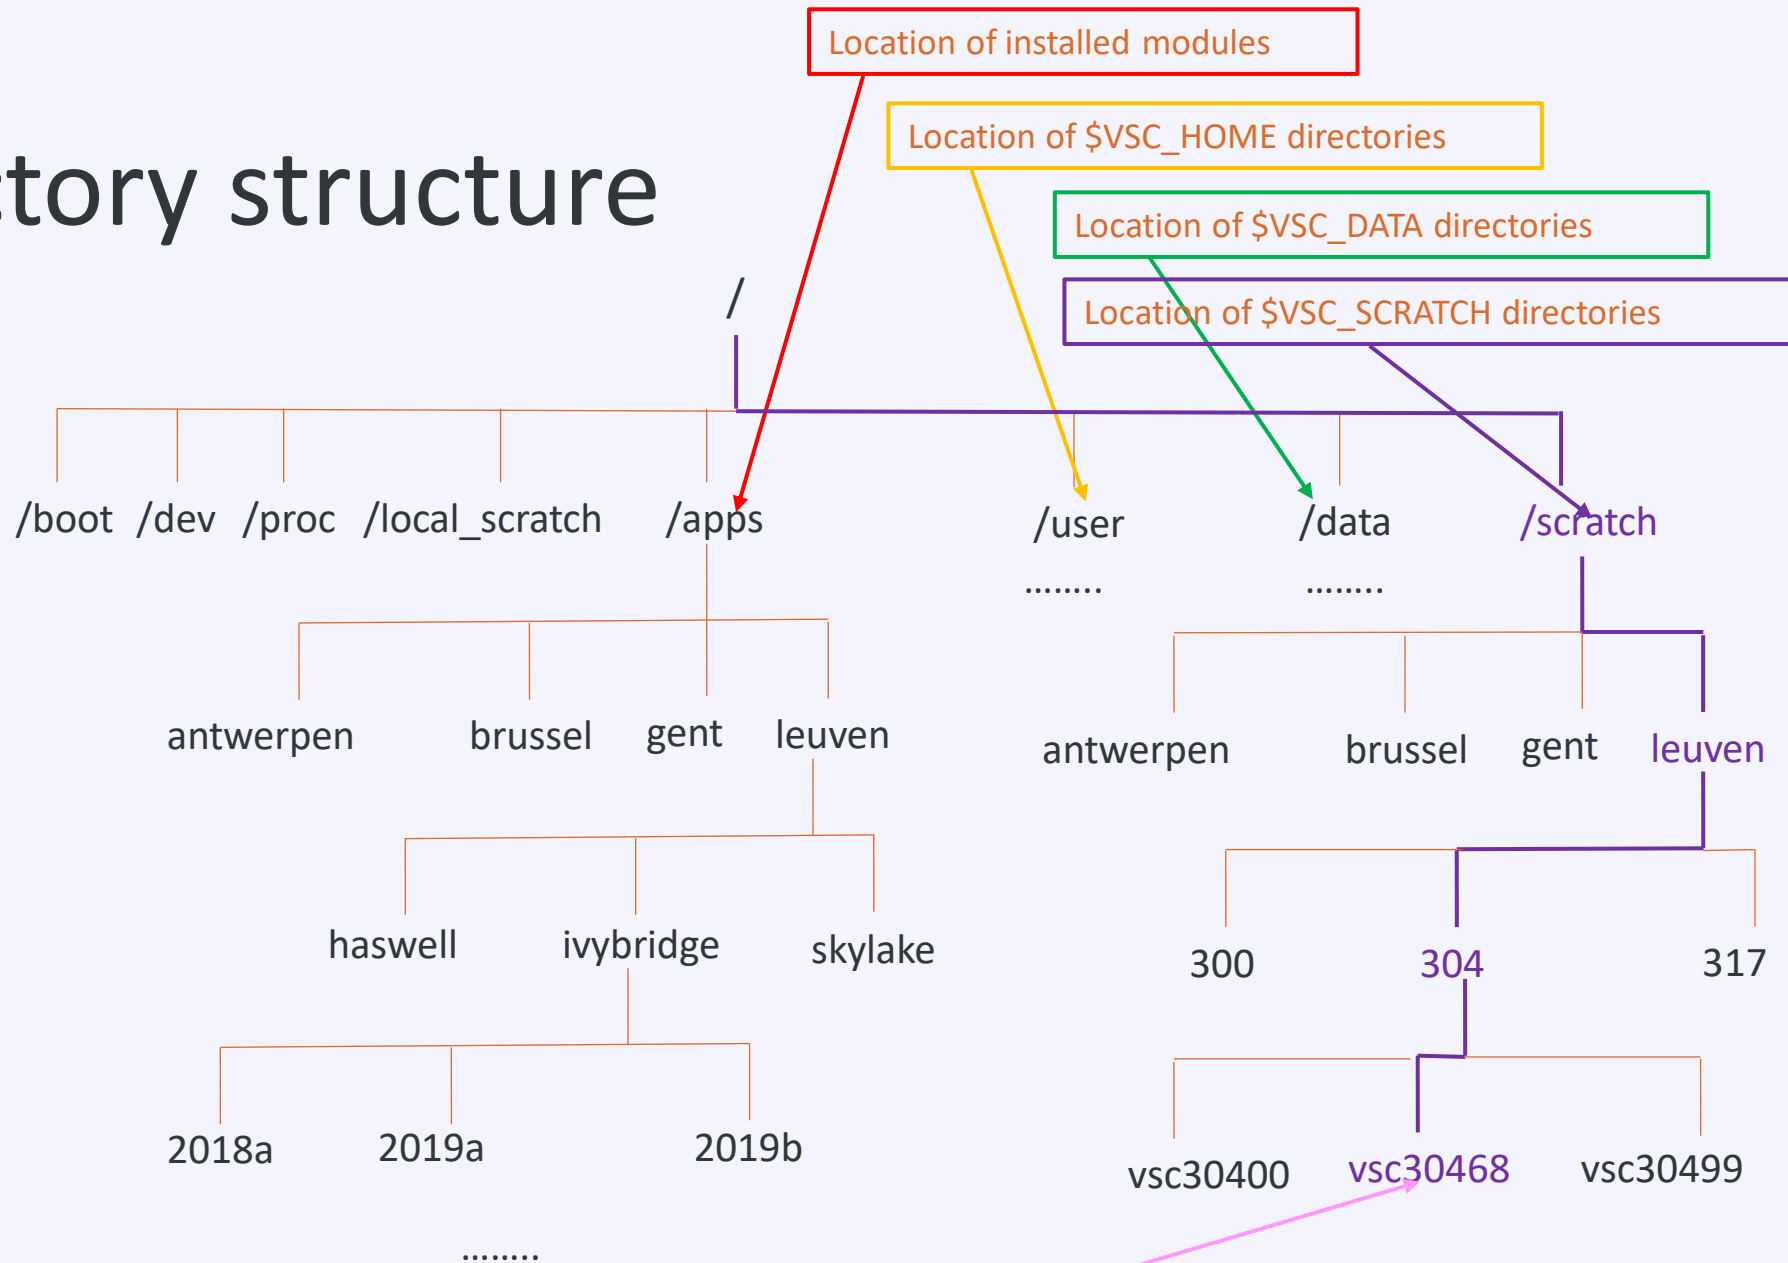 Location of installed modules
Location of $VSC_HOME directories
ctory structure
Location of $VSC_DATA directories
/
Location of $VSC_SCRATCH directories
/boot /dev /proc /local_scratch /apps /user /data /scratch
........ ........
antwerpen brussel gent leuven antwerpen brussel gent leuven
haswell ivybridge skylake 300 304 317
2018a 2019a 2019b vsc30400 vsc30468 vsc30499
........